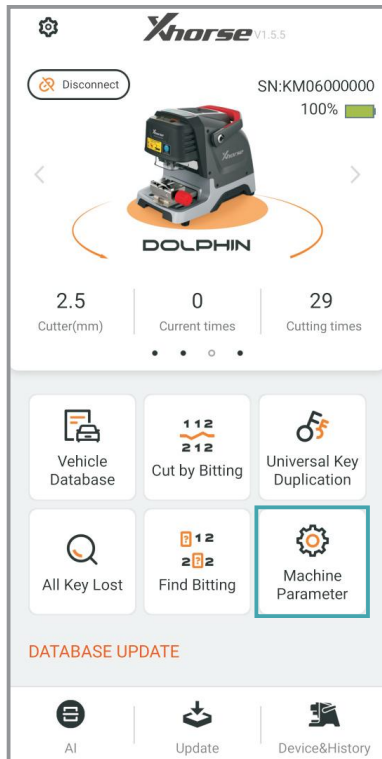 Xhorse V1.5.5
Disconnect
SN:KM06000000
100%
Xhorse
DOLPHIN
2.5
0
29
Cutter(mm)
Current times
Cutting times
112
212
Vehicle
Database
Cut by Bitting
Universal Key
Duplication
?12
2?2
All Key Lost
Find Bitting
Machine
Parameter
DATABASE UPDATE
AI
Update
Device&History